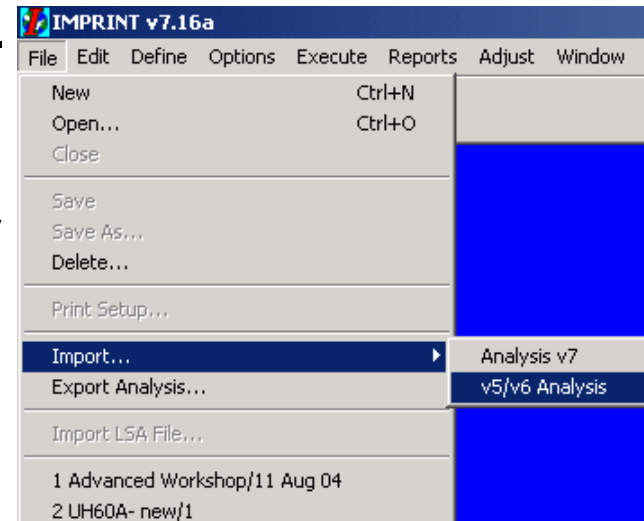 IMPRINT v7.16a
File Edit Define Options Execute Reports Adjust Window
New Ctrl+N
Open... Ctrl+O
Close
Save
Save As...
Delete...
Print Setup...
Import...
Analysis v7
Export Analysis...
v5/v6 Analysis
Import LSA File...
1 Advanced Workshop/11 Aug 04
2 UH60A- new/1